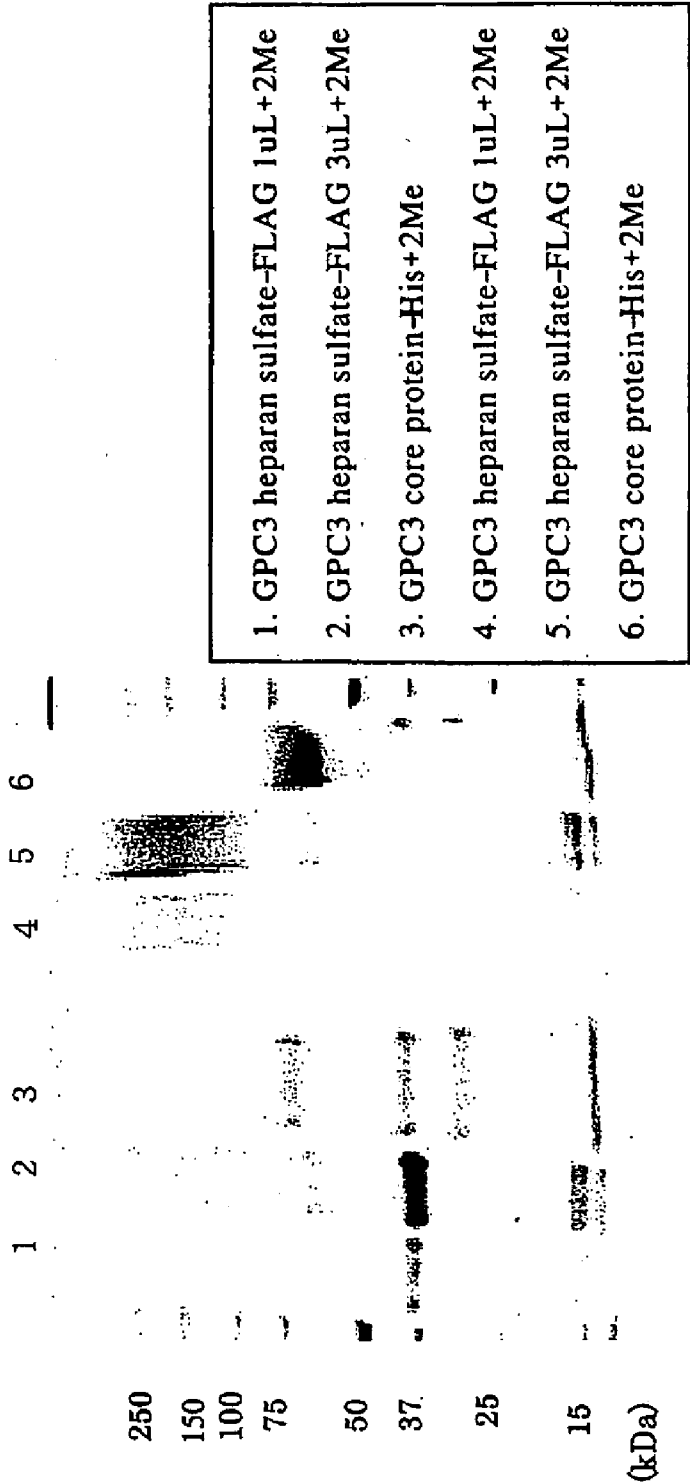 1 2 3 4 5 6
250
150
100
75
50
37
25
15
(kDa)
1. GPC3 heparan sulfate-FLAG 1uL+2Me
2. GPC3 heparan sulfate-FLAG 3uL+2Me
3. GPC3 core protein-His+2Me
4. GPC3 heparan sulfate-FLAG 1uL+2Me
5. GPC3 heparan sulfate-FLAG 3uL+2Me
6. GPC3 core protein-His+2Me